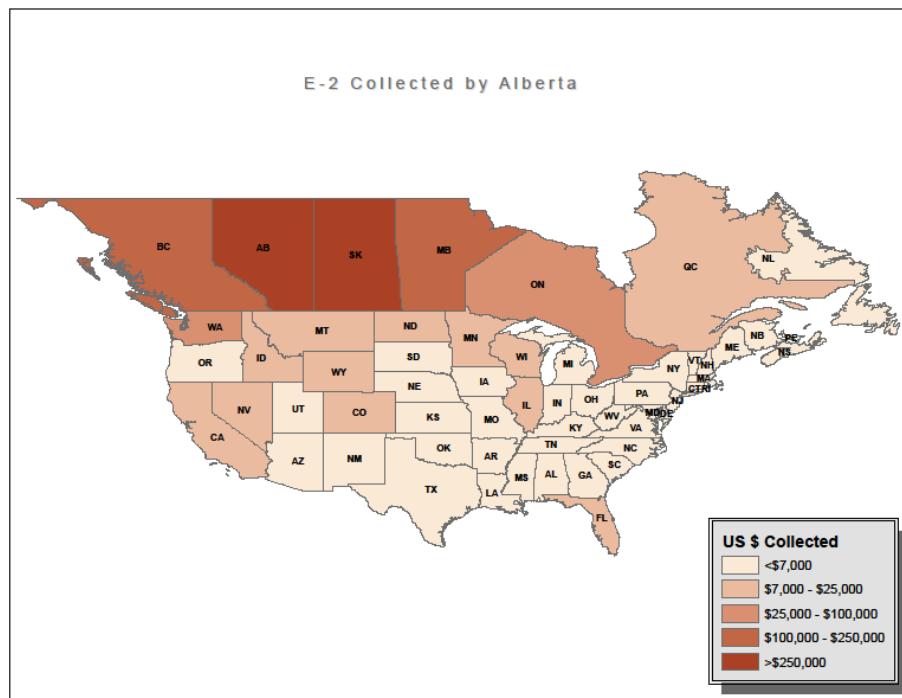 E-2 Collected by Alberta
BC
AB
SK
MB
ON
QC
NL
NB
PE
NS
WA
MT
ND
MN
ME
VT
NH
OR
ID
WY
SD
WI
MI
NY
MA
CT RI
NV
UT
CO
NE
IA
IL
IN
OH
PA
NJ
MD DE
CA
KS
MO
KY
WV
VA
AZ
NM
OK
AR
TN
NC
SC
TX
LA
MS
AL
GA
FL
US $ Collected
<$7,000
$7,000 - $25,000
$25,000 - $100,000
$100,000 - $250,000
>$250,000